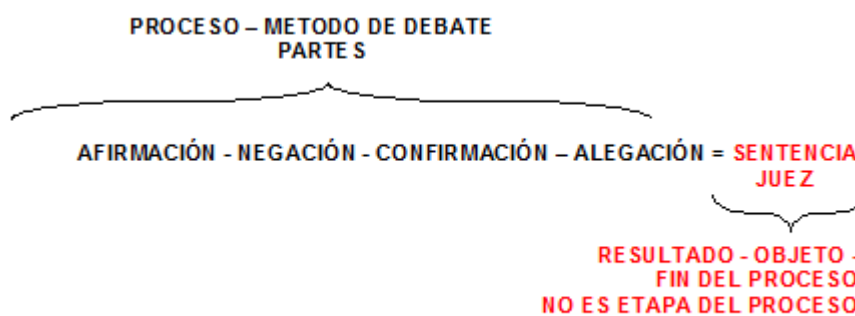 PROCESO – METODO DE DEBATE
PARTES
AFIRMACIÓN - NEGACIÓN - CONFIRMACIÓN – ALEGACIÓN = SENTENCIA
JUEZ
RESULTADO - OBJETO -
FIN DEL PROCESO
NO ES ETAPA DEL PROCESO